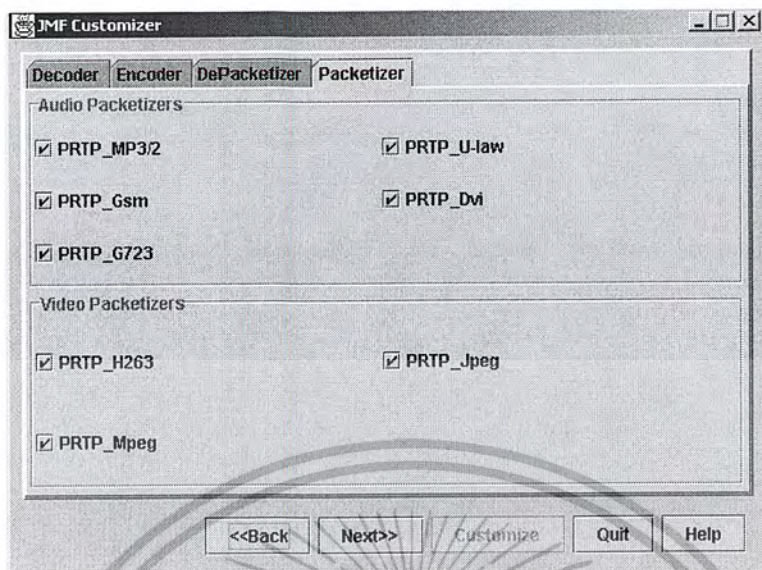 JMF Customizer
Decoder Encoder DePacketizer Packetizer
Audio Packetizers
PRTP_MP3/2 PRTP_U-law
PRTP_Gsm PRTP_Dvi
PRTP_G723
Video Packetizers
PRTP_H263 PRTP_Jpeg
PRTP_Mpeg
<<Back Next>> Customize Quit Help